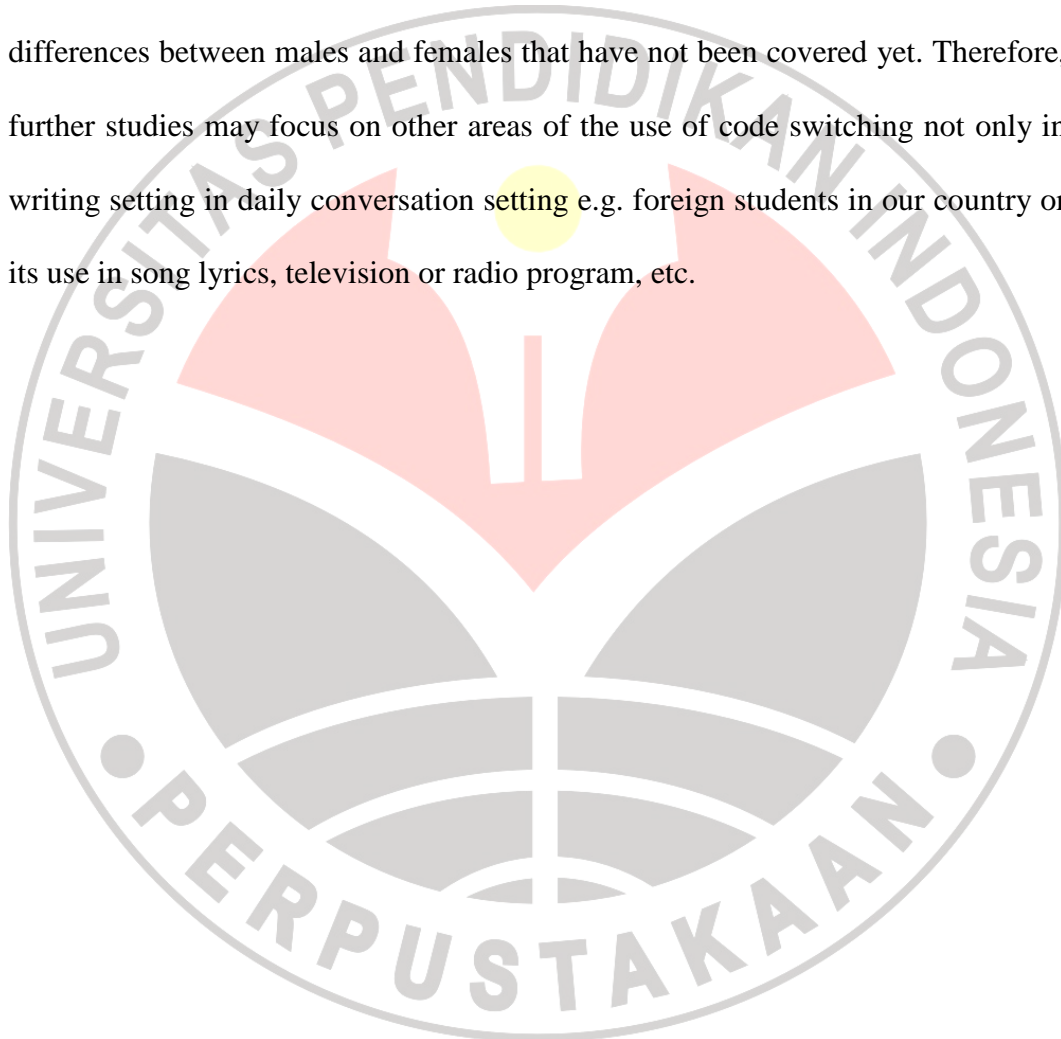 differences between males and females that have not been covered yet. Therefore,
further studies may focus on other areas of the use of code switching not only in
writing setting in daily conversation setting e.g. foreign students in our country or
its use in song lyrics, television or radio program, etc.
UNIVERSITAS PENDIDIKAN INDONESIA
PERPUSTAKAAN